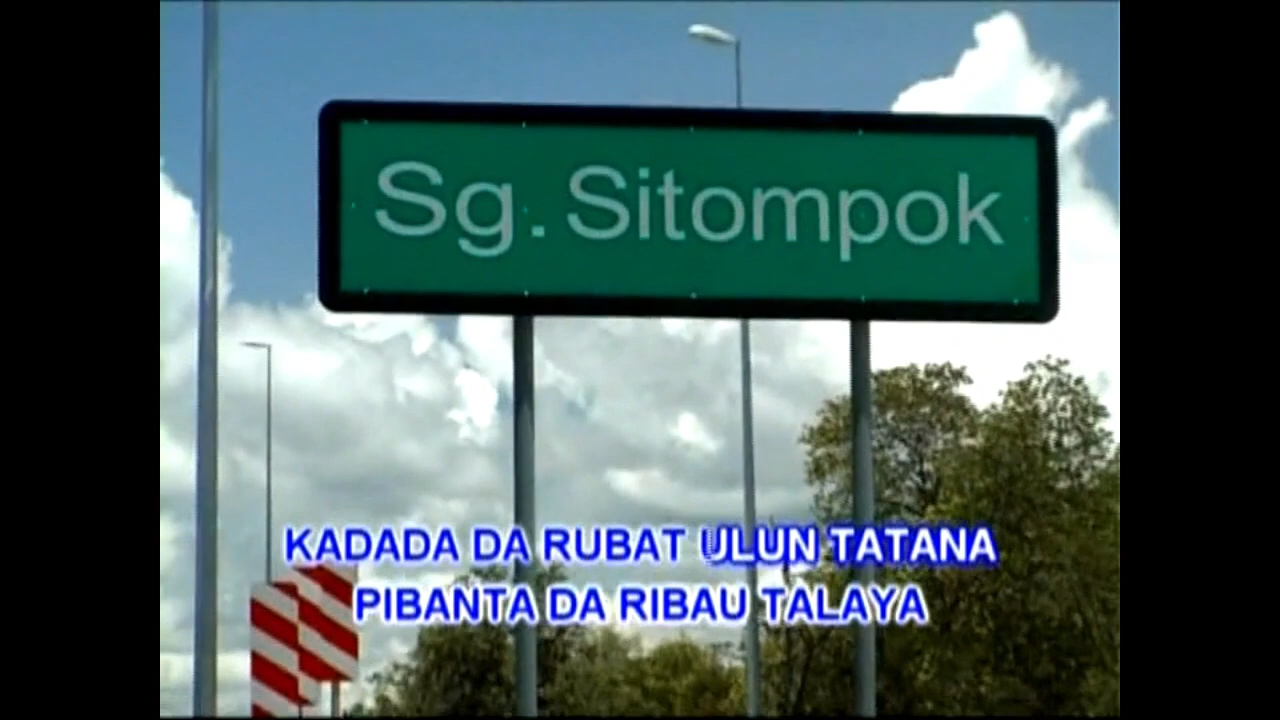 Sg. Sitompok
KADADA DA RUBAT ULUN TATANA
PIBANTA DA RIBAU TALAYA